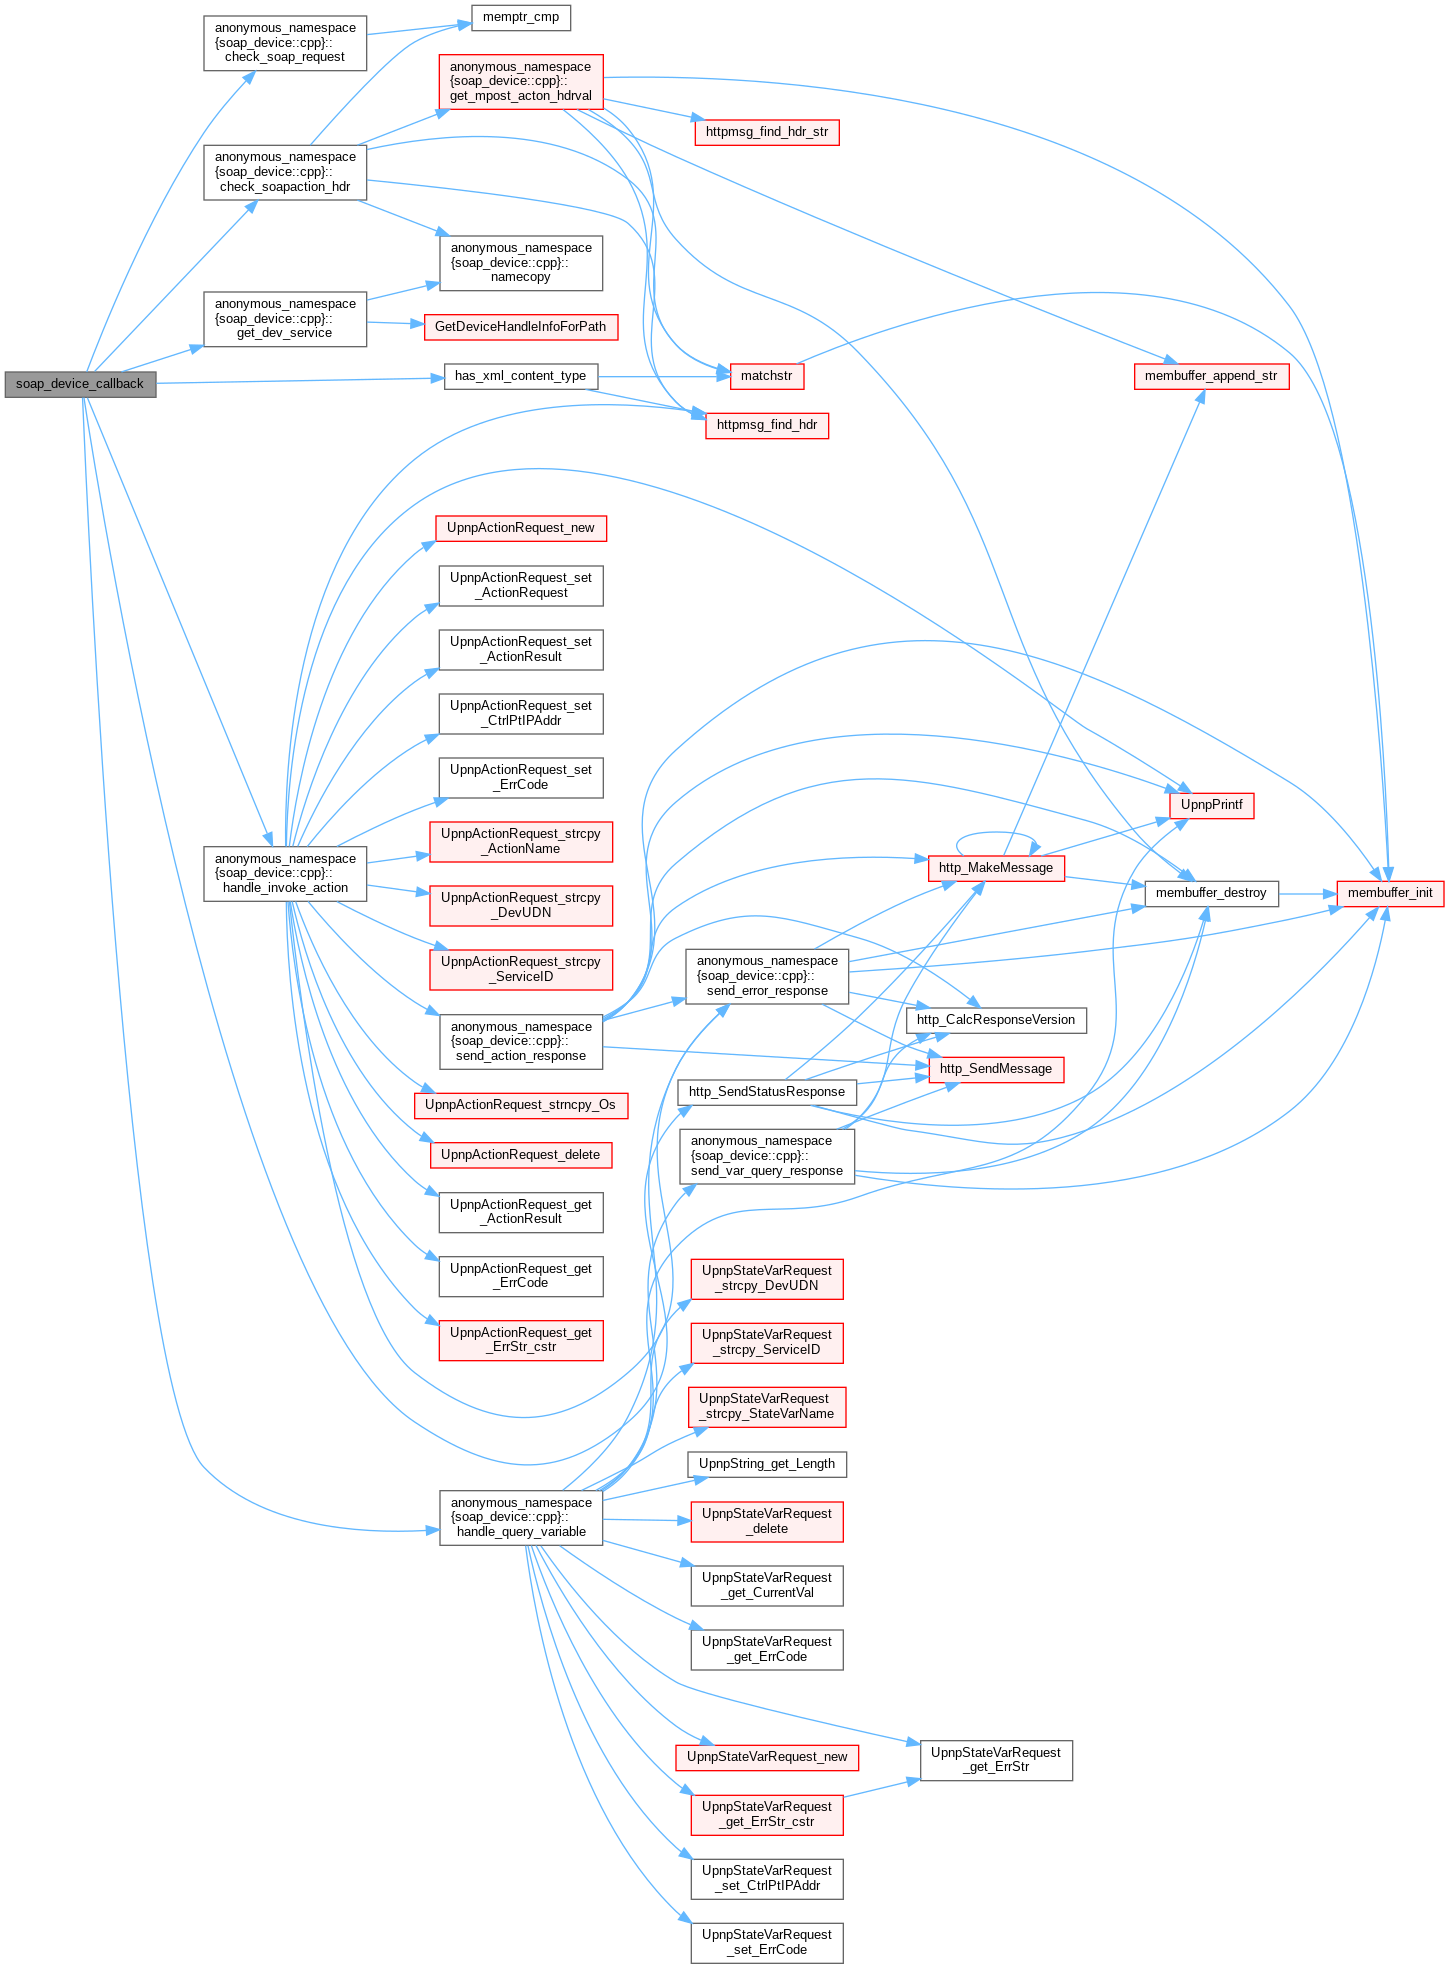 soap_device_callback
anonymous_namespace
{soap_device::cpp}::
check_soap_request
anonymous_namespace
{soap_device::cpp}::
check_soapaction_hdr
anonymous_namespace
{soap_device::cpp}::
get_dev_service
anonymous_namespace
{soap_device::cpp}::
handle_invoke_action
memptr_cmp
anonymous_namespace
{soap_device::cpp}::
get_mpost_acton_hdrval
anonymous_namespace
{soap_device::cpp}::
namecopy
GetDeviceHandleInfoForPath
has_xml_content_type
UpnpActionRequest_new
UpnpActionRequest_set
_ActionRequest
UpnpActionRequest_set
_ActionResult
UpnpActionRequest_set
_CtrlPtIPAddr
UpnpActionRequest_set
_ErrCode
UpnpActionRequest_strcpy
_ActionName
UpnpActionRequest_strcpy
_DevUDN
UpnpActionRequest_strcpy
_ServiceID
anonymous_namespace
{soap_device::cpp}::
send_action_response
UpnpActionRequest_strncpy_Os
UpnpActionRequest_delete
UpnpActionRequest_get
_ActionResult
UpnpActionRequest_get
_ErrCode
UpnpActionRequest_get
_ErrStr_cstr
anonymous_namespace
{soap_device::cpp}::
handle_query_variable
httpmsg_find_hdr_str
matchstr
httpmsg_find_hdr
anonymous_namespace
{soap_device::cpp}::
send_error_response
http_SendStatusResponse
anonymous_namespace
{soap_device::cpp}::
send_var_query_response
UpnpStateVarRequest
_strcpy_DevUDN
UpnpStateVarRequest
_strcpy_ServiceID
UpnpStateVarRequest
_strcpy_StateVarName
UpnpString_get_Length
UpnpStateVarRequest
_delete
UpnpStateVarRequest
_get_CurrentVal
UpnpStateVarRequest
_get_ErrCode
UpnpStateVarRequest_new
UpnpStateVarRequest
_get_ErrStr_cstr
UpnpStateVarRequest
_set_CtrlPtIPAddr
UpnpStateVarRequest
_set_ErrCode
http_MakeMessage
http_CalcResponseVersion
http_SendMessage
UpnpStateVarRequest
_get_ErrStr
membuffer_append_str
UpnpPrintf
membuffer_destroy
membuffer_init